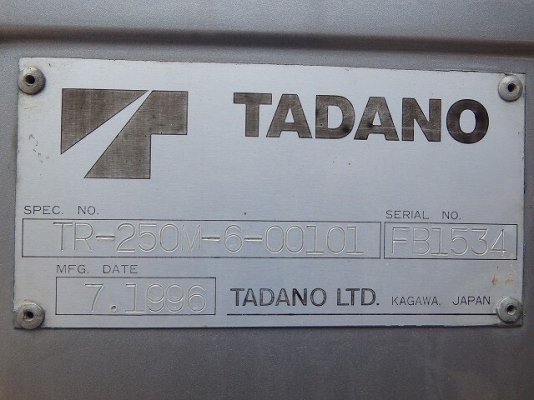 TADANO
SPEC. NO. SERIAL NO.
TR-250M-6-00101 FB1534
MFG. DATE
7.1996 TADANO LTD. KAGAWA, JAPAN